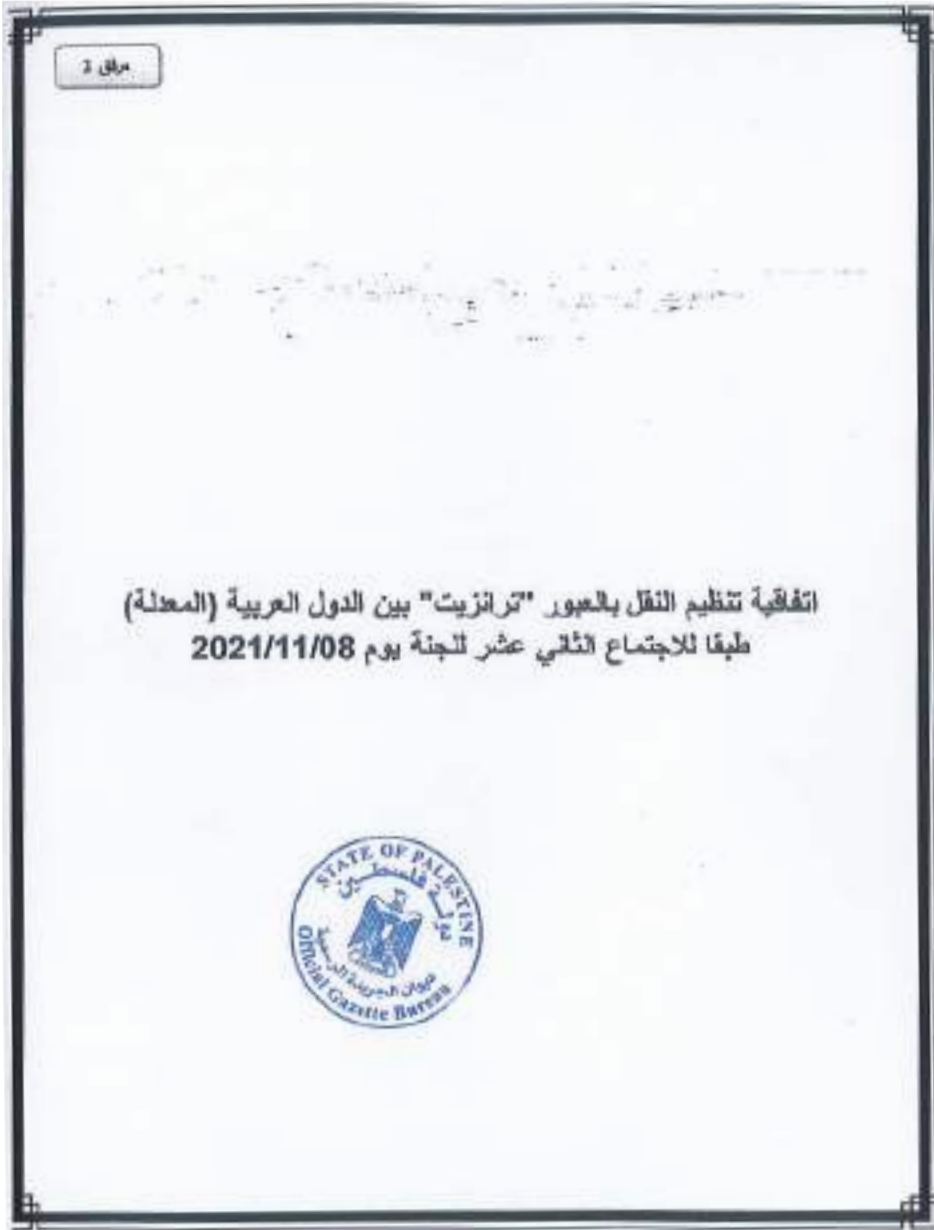 مرفق 2
اتفاقية تنظيم النقل بالعبور "ترانزيت" بين الدول العربية (المعدلة)
طبقا للاجتماع الثاني عشر للجنة يوم 2021/11/08
STATE OF PALESTINE
دولة فلسطين
ديوان الجريدة الرسمية
Official Gazette Bureau